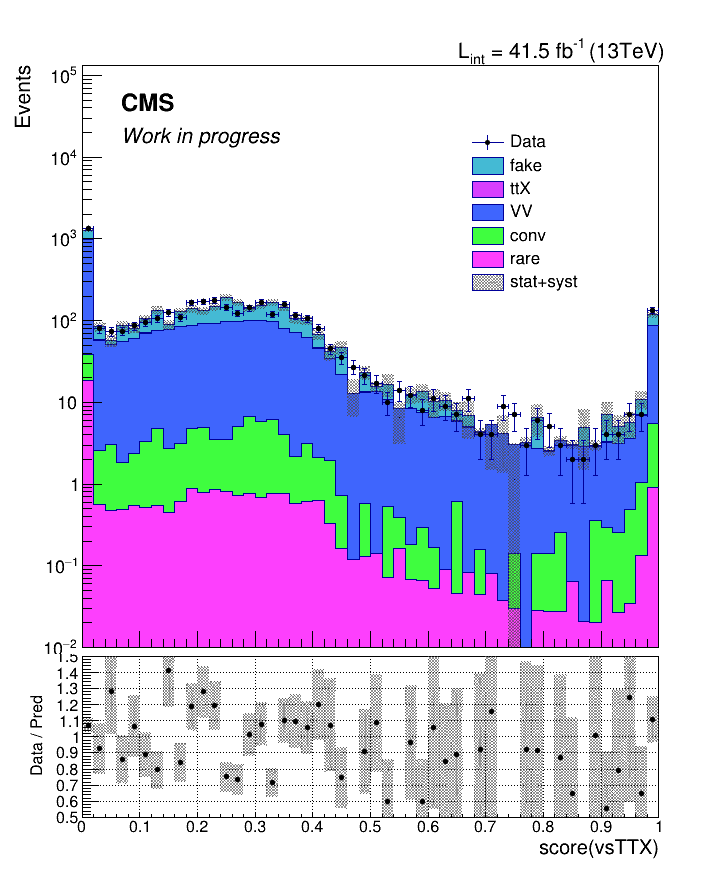 L_int = 41.5 fb^-1 (13TeV)
Events
CMS
Work in progress
Data
fake
ttX
VV
conv
rare
stat+syst
10^5
10^4
10^3
10^2
10
1
10^-1
10^-2
Data / Pred
1.5
1.4
1.3
1.2
1.1
1
0.9
0.8
0.7
0.6
0.5
0 0.1 0.2 0.3 0.4 0.5 0.6 0.7 0.8 0.9 1
score(vsTTX)